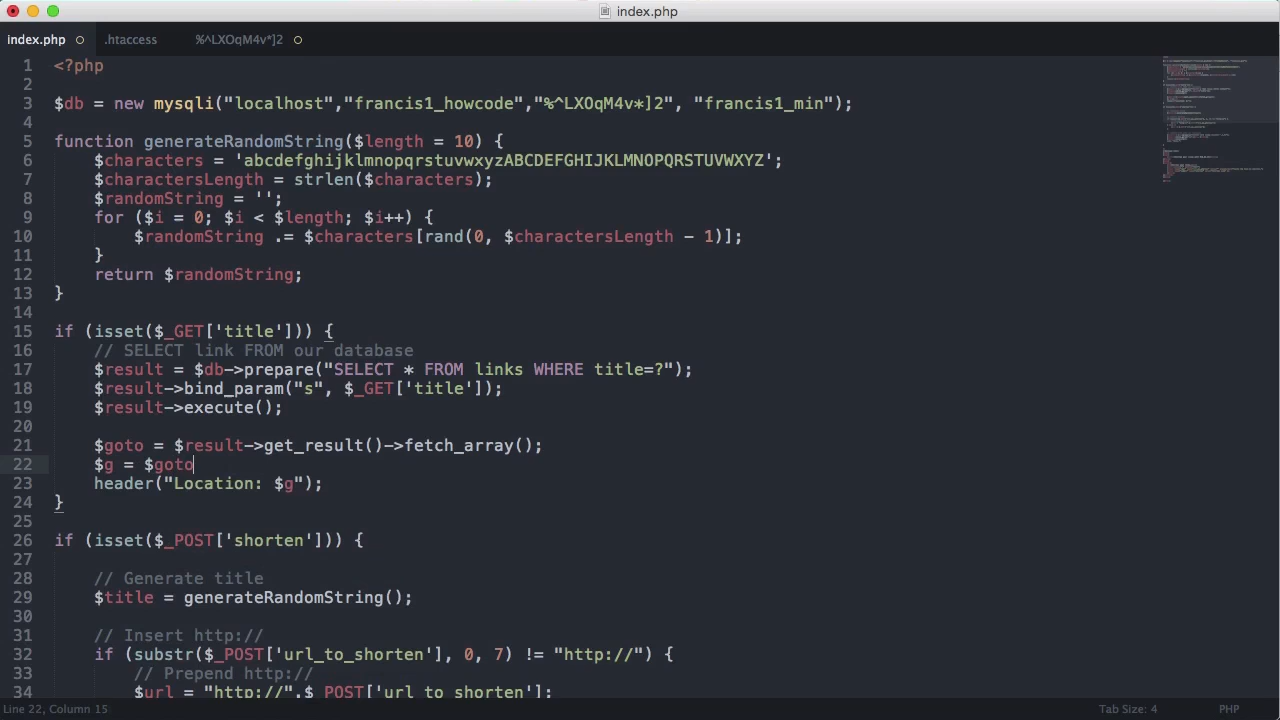 index.php
index.php
.htaccess
%^LXOqM4v*]2
1 <?php
2
3 $db = new mysqli("localhost","francis1_howcode","%^LXOqM4v*]2", "francis1_min");
4
5 function generateRandomString($length = 10) {
6 $characters = 'abcdefghijklmnopqrstuvwxyzABCDEFGHIJKLMNOPQRSTUVWXYZ';
7 $charactersLength = strlen($characters);
8 $randomString = '';
9 for ($i = 0; $i < $length; $i++) {
10 $randomString .= $characters[rand(0, $charactersLength - 1)];
11 }
12 return $randomString;
13 }
14
15 if (isset($_GET['title'])) {
16 // SELECT link FROM our database
17 $result = $db->prepare("SELECT * FROM links WHERE title=?");
18 $result->bind_param("s", $_GET['title']);
19 $result->execute();
20
21 $goto = $result->get_result()->fetch_array();
22 $g = $goto
23 header("Location: $g");
24 }
25
26 if (isset($_POST['shorten'])) {
27
28 // Generate title
29 $title = generateRandomString();
30
31 // Insert http://
32 if (substr($_POST['url_to_shorten'], 0, 7) != "http://") {
33 // Prepend http://
34 $url = "http://".$_POST['url_to_shorten'];
Line 22, Column 15
Tab Size: 4
PHP